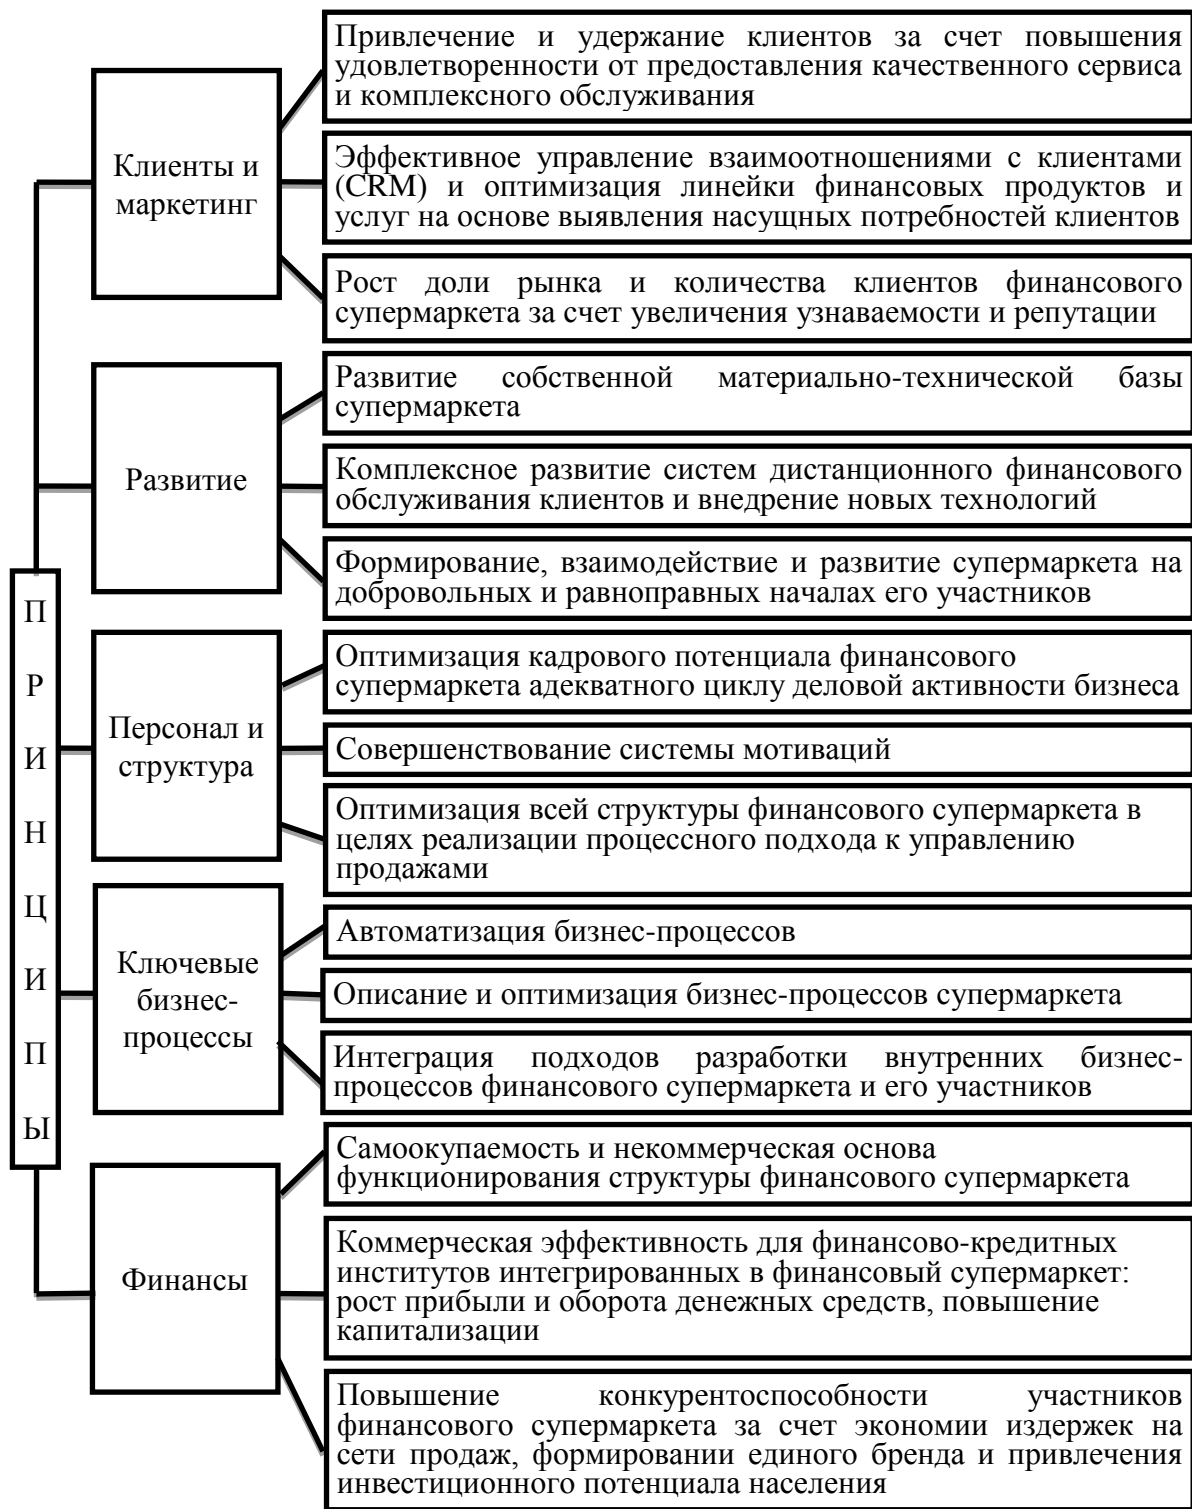 Привлечение и удержание клиентов за счет повышения
удовлетворенности от предоставления качественного сервиса
и комплексного обслуживания
Клиенты и
маркетинг
Эффективное управление взаимоотношениями с клиентами
(CRM) и оптимизация линейки финансовых продуктов и
услуг на основе выявления насущных потребностей клиентов
Рост доли рынка и количества клиентов финансового
супермаркета за счет увеличения узнаваемости и репутации
Развитие
Развитие собственной материально-технической базы
супермаркета
Комплексное развитие систем дистанционного финансового
обслуживания клиентов и внедрение новых технологий
Формирование, взаимодействие и развитие супермаркета на
добровольных и равноправных началах его участников
П
Р
И
Н
Ц
И
П
Ы
Персонал и
структура
Оптимизация кадрового потенциала финансового
супермаркета адекватного циклу деловой активности бизнеса
Совершенствование системы мотиваций
Оптимизация всей структуры финансового супермаркета в
целях реализации процессного подхода к управлению
продажами
Ключевые
бизнес-
процессы
Автоматизация бизнес-процессов
Описание и оптимизация бизнес-процессов супермаркета
Интеграция подходов разработки внутренних бизнес-
процессов финансового супермаркета и его участников
Финансы
Самоокупаемость и некоммерческая основа
функционирования структуры финансового супермаркета
Коммерческая эффективность для финансово-кредитных
институтов интегрированных в финансовый супермаркет:
рост прибыли и оборота денежных средств, повышение
капитализации
Повышение конкурентоспособности участников
финансового супермаркета за счет экономии издержек на
сети продаж, формировании единого бренда и привлечения
инвестиционного потенциала населения